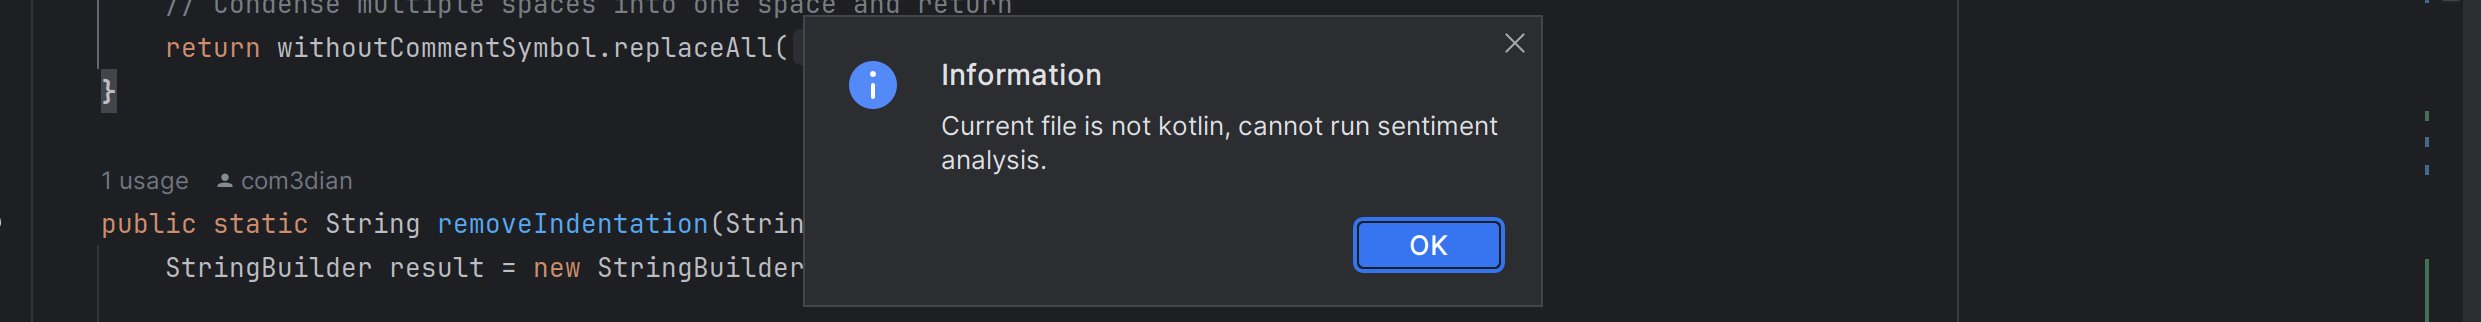 // Condense multiple spaces into one space and return
return withoutCommentSymbol.replaceAll(
}
Information
Current file is not kotlin, cannot run sentiment
analysis.
OK
1 usage com3dian
public static String removeIndentation(Strin
StringBuilder result = new StringBuilder